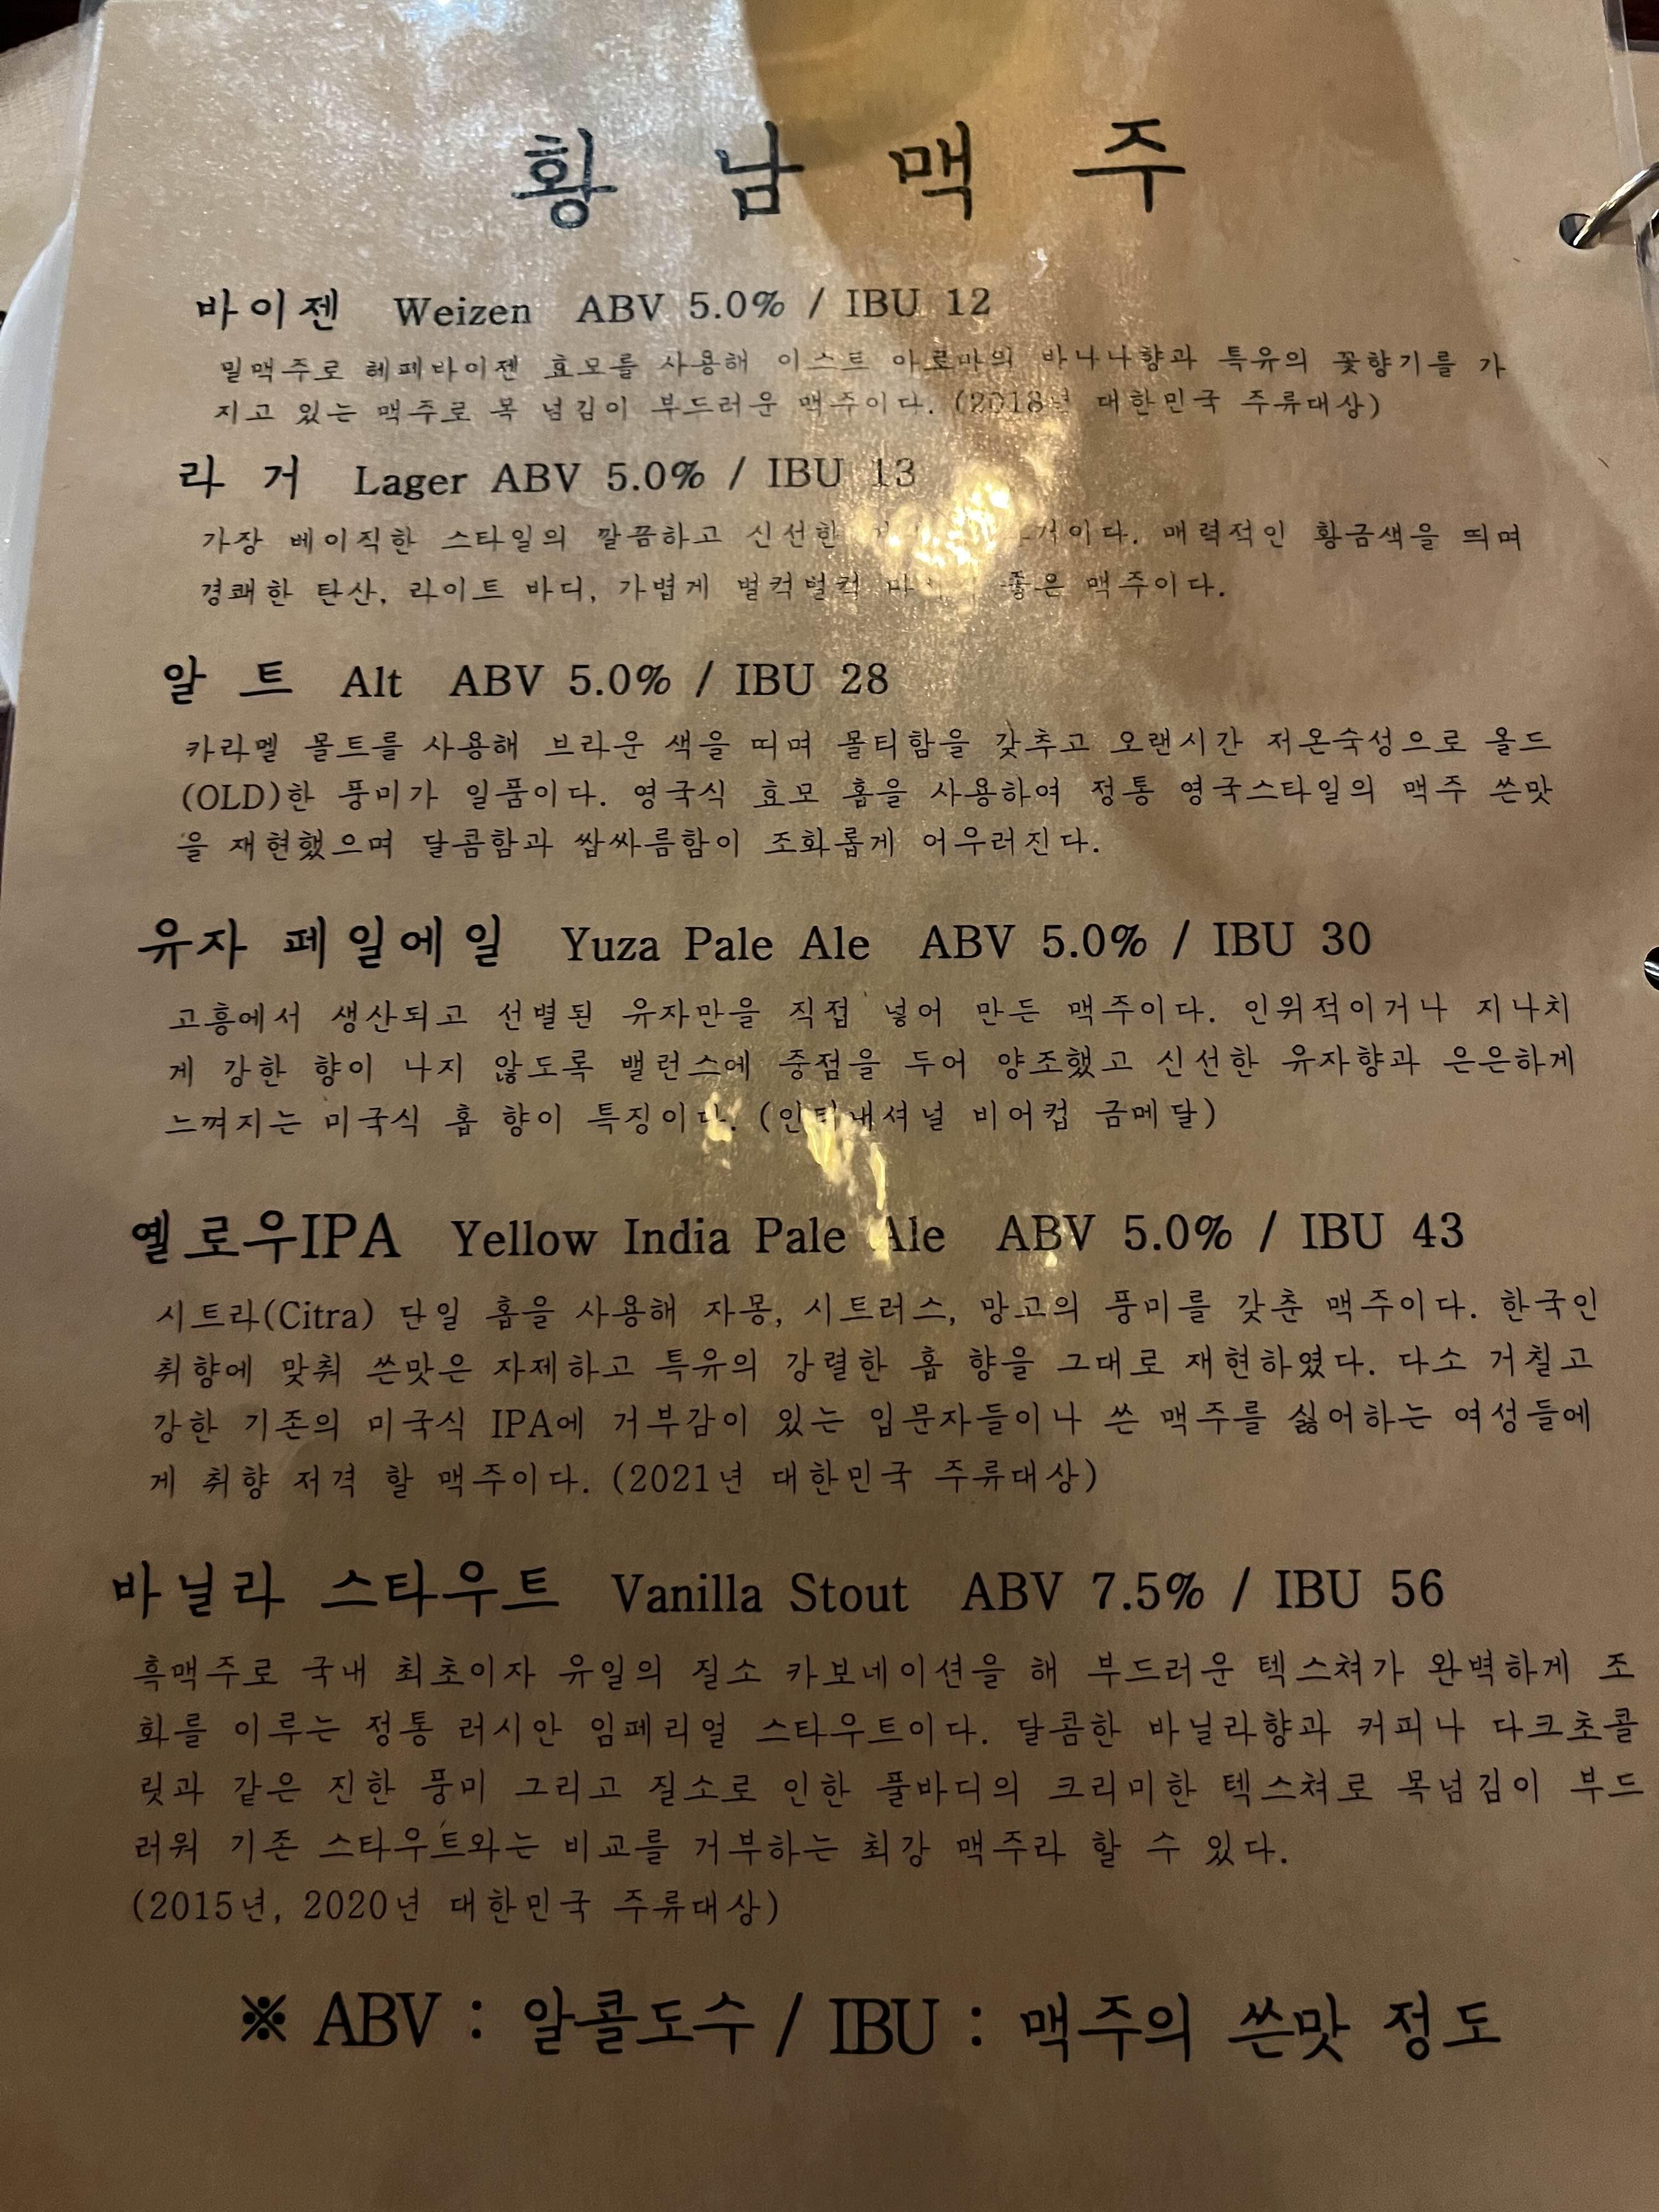 황 남 맥 주
바이젠 Weizen ABV 5.0% / IBU 12
밀맥주로 헤페바이젠 효모를 사용해 이스트 아로마의 바나나향과 특유의 꽃향기를 가
지고 있는 맥주로 목 넘김이 부드러운 맥주이다. (2018년 대한민국 주류대상)
라 거 Lager ABV 5.0% / IBU 13
가장 베이직한 스타일의 깔끔하고 신선한 매력적인 황금색을 띄며
경쾌한 탄산, 라이트 바디, 가볍게 벌컥벌컥 좋은 맥주이다.
알 트 Alt ABV 5.0% / IBU 28
카라멜 몰트를 사용해 브라운 색을 띠며 몰티함을 갖추고 오랜시간 저온숙성으로 올드
(OLD)한 풍미가 일품이다. 영국식 효모 홉을 사용하여 정통 영국스타일의 맥주 쓴맛
을 재현했으며 달콤함과 쌉싸름함이 조화롭게 어우러진다.
유자 페일에일 Yuza Pale Ale ABV 5.0% / IBU 30
고흥에서 생산되고 선별된 유자만을 직접 넣어 만든 맥주이다. 인위적이거나 지나치
게 강한 향이 나지 않도록 밸런스에 중점을 두어 양조했고 신선한 유자향과 은은하게
느껴지는 미국식 홉 향이 특징이다. (인터내셔널 비어컵 금메달)
옐로우IPA Yellow India Pale Ale ABV 5.0% / IBU 43
시트라(Citra) 단일 홉을 사용해 자몽, 시트러스, 망고의 풍미를 갖춘 맥주이다. 한국인
취향에 맞춰 쓴맛은 자제하고 특유의 강렬한 홉 향을 그대로 재현하였다. 다소 거칠고
강한 기존의 미국식 IPA에 거부감이 있는 입문자들이나 쓴 맥주를 싫어하는 여성들에
게 취향 저격 할 맥주이다. (2021년 대한민국 주류대상)
바닐라 스타우트 Vanilla Stout ABV 7.5% / IBU 56
흑맥주로 국내 최초이자 유일의 질소 카보네이션을 해 부드러운 텍스쳐가 완벽하게 조
화를 이루는 정통 러시안 임페리얼 스타우트이다. 달콤한 바닐라향과 커피나 다크초콜
릿과 같은 진한 풍미 그리고 질소로 인한 풀바디의 크리미한 텍스쳐로 목넘김이 부드
러워 기존 스타우트와는 비교를 거부하는 최강 맥주라 할 수 있다.
(2015년, 2020년 대한민국 주류대상)
※ ABV : 알콜도수 / IBU : 맥주의 쓴맛 정도